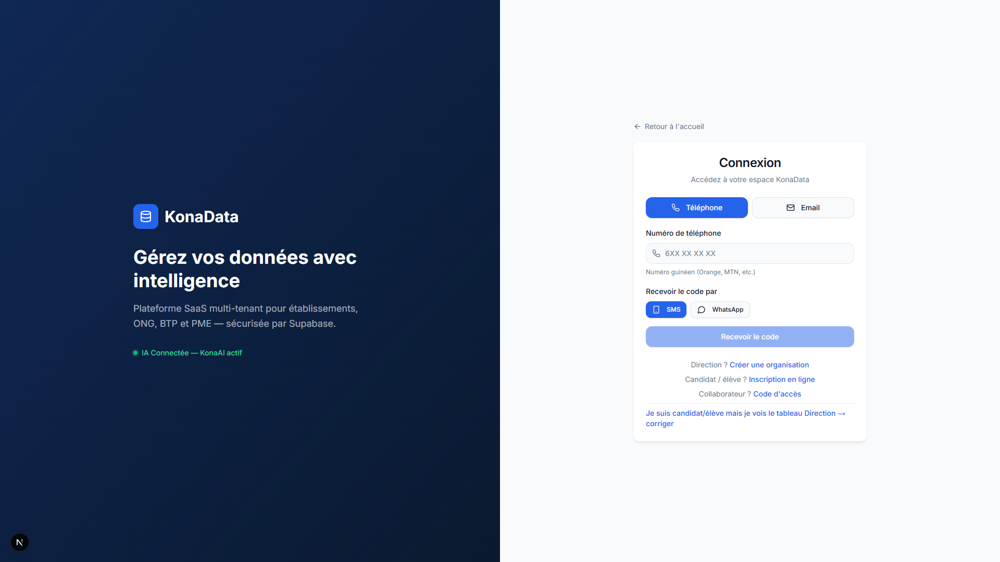 KonaData
Gérez vos données avec
intelligence
Plateforme SaaS multi-tenant pour établissements,
ONG, BTP et PME — sécurisée par Supabase.
IA Connectée — KonaAI actif
N
Retour à l'accueil
Connexion
Accédez à votre espace KonaData
Téléphone
Email
Numéro de téléphone
6XX XX XX XX
Numéro guinéen (Orange, MTN, etc.)
Recevoir le code par
SMS
WhatsApp
Recevoir le code
Direction ? Créer une organisation
Candidat / élève ? Inscription en ligne
Collaborateur ? Code d'accès
Je suis candidat/élève mais je vois le tableau Direction →
corriger